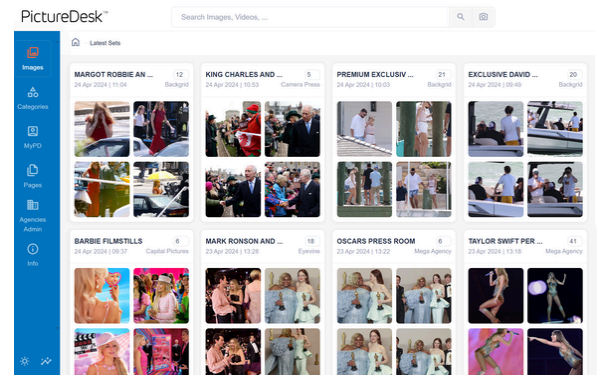 PictureDesk™
Search Images, Videos, ...
Images
Categories
MyPD
Pages
Agencies
Admin
Info
Latest Sets
MARGOT ROBBIE AN ... 12
24 Apr 2024 | 11:04 Backgrid
KING CHARLES AND ... 5
24 Apr 2024 | 10:53 Camera Press
PREMIUM EXCLUSIV ... 21
24 Apr 2024 | 10:03 Backgrid
EXCLUSIVE DAVID ... 20
24 Apr 2024 | 09:49 Backgrid
BARBIE FILMSTILLS 6
24 Apr 2024 | 09:37 Capital Pictures
MARK RONSON AND ... 18
23 Apr 2024 | 13:28 Eyevine
OSCARS PRESS ROOM 6
23 Apr 2024 | 13:22 Mega Agency
TAYLOR SWIFT PER ... 41
23 Apr 2024 | 13:18 Mega Agency